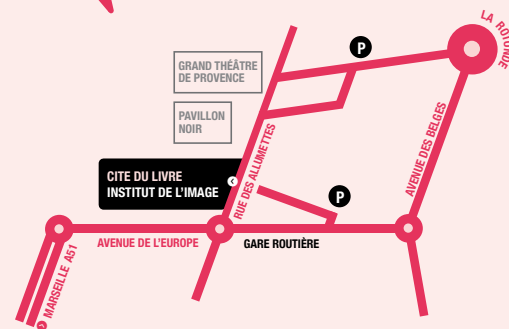 LA ROTONDE
P
GRAND THÉÂTRE
DE PROVENCE
PAVILLON
NOIR
RUE DES ALLUMETTES
AVENUE DES BELGES
CITE DU LIVRE
INSTITUT DE L'IMAGE
P
AVENUE DE L'EUROPE
GARE ROUTIÈRE
MARSEILLE A51